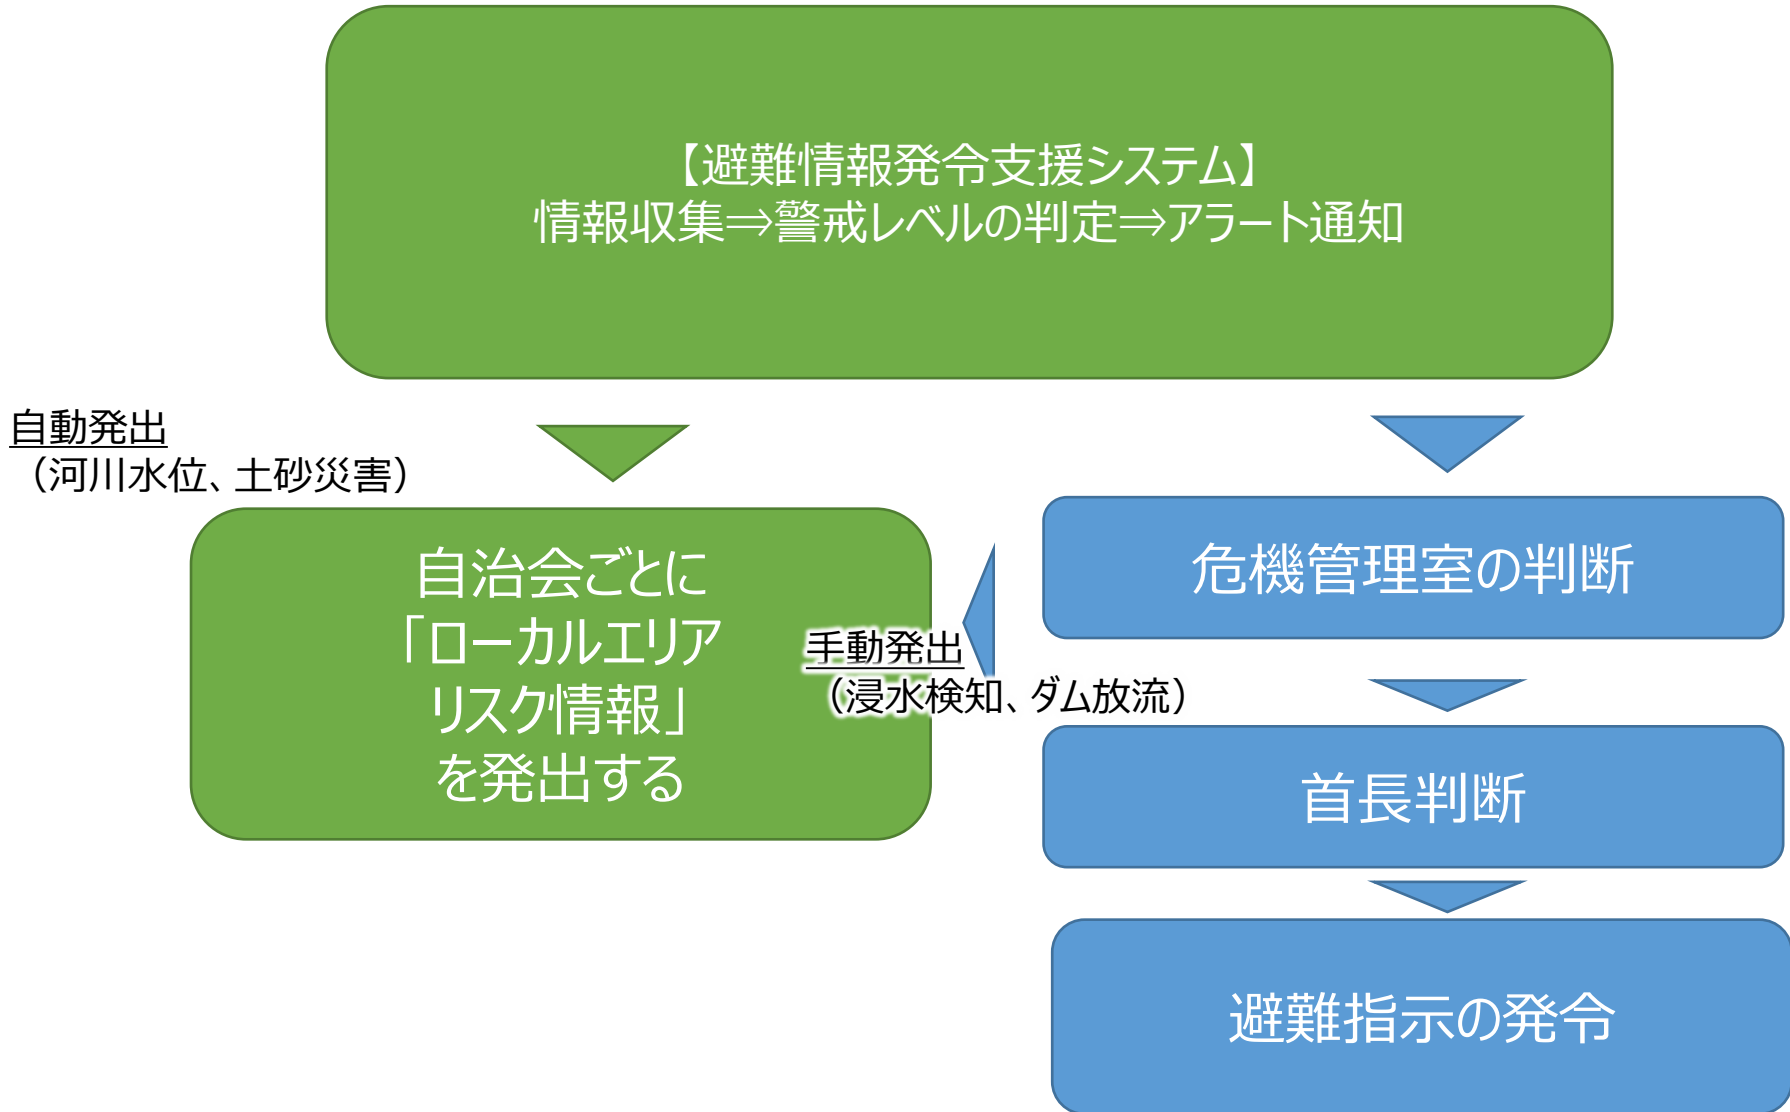 【避難情報発令支援システム】
情報収集⇒警戒レベルの判定⇒アラート通知
自動発出
（河川水位、土砂災害）
自治会ごとに
「ローカルエリア
リスク情報」
を発出する
手動発出
（浸水検知、ダム放流）
危機管理室の判断
首長判断
避難指示の発令